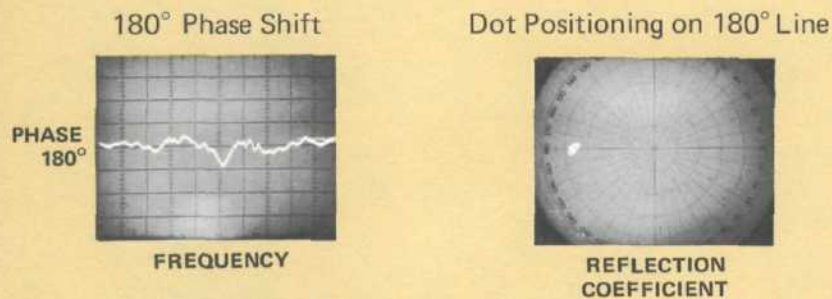 180° Phase Shift
PHASE
180°
FREQUENCY
Dot Positioning on 180° Line
REFLECTION
COEFFICIENT